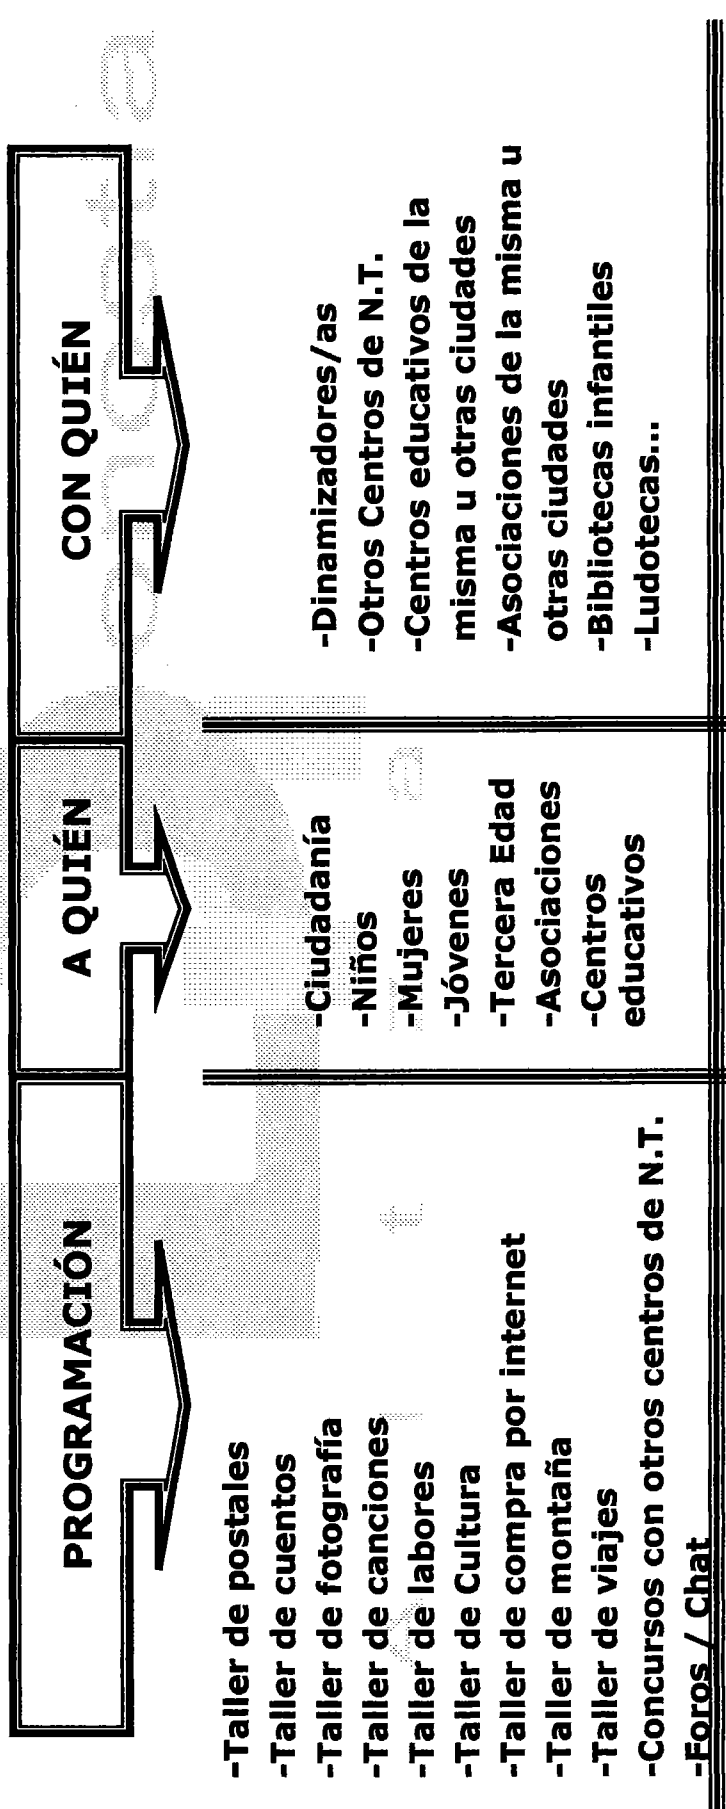 PROGRAMACIÓN
-Taller de postales
-Taller de cuentos
-Taller de fotografía
-Taller de canciones
-Taller de labores
-Taller de Cultura
-Taller de compra por internet
-Taller de montaña
-Taller de viajes
-Concursos con otros centros de N.T.
-Foros / Chat
A QUIÉN
-Ciudadanía
-Niños
-Mujeres
-Jóvenes
-Tercera Edad
-Asociaciones
-Centros
educativos
CON QUIÉN
-Dinamizadores/as
-Otros Centros de N.T.
-Centros educativos de la
misma u otras ciudades
-Asociaciones de la misma u
otras ciudades
-Bibliotecas infantiles
-Ludotecas...